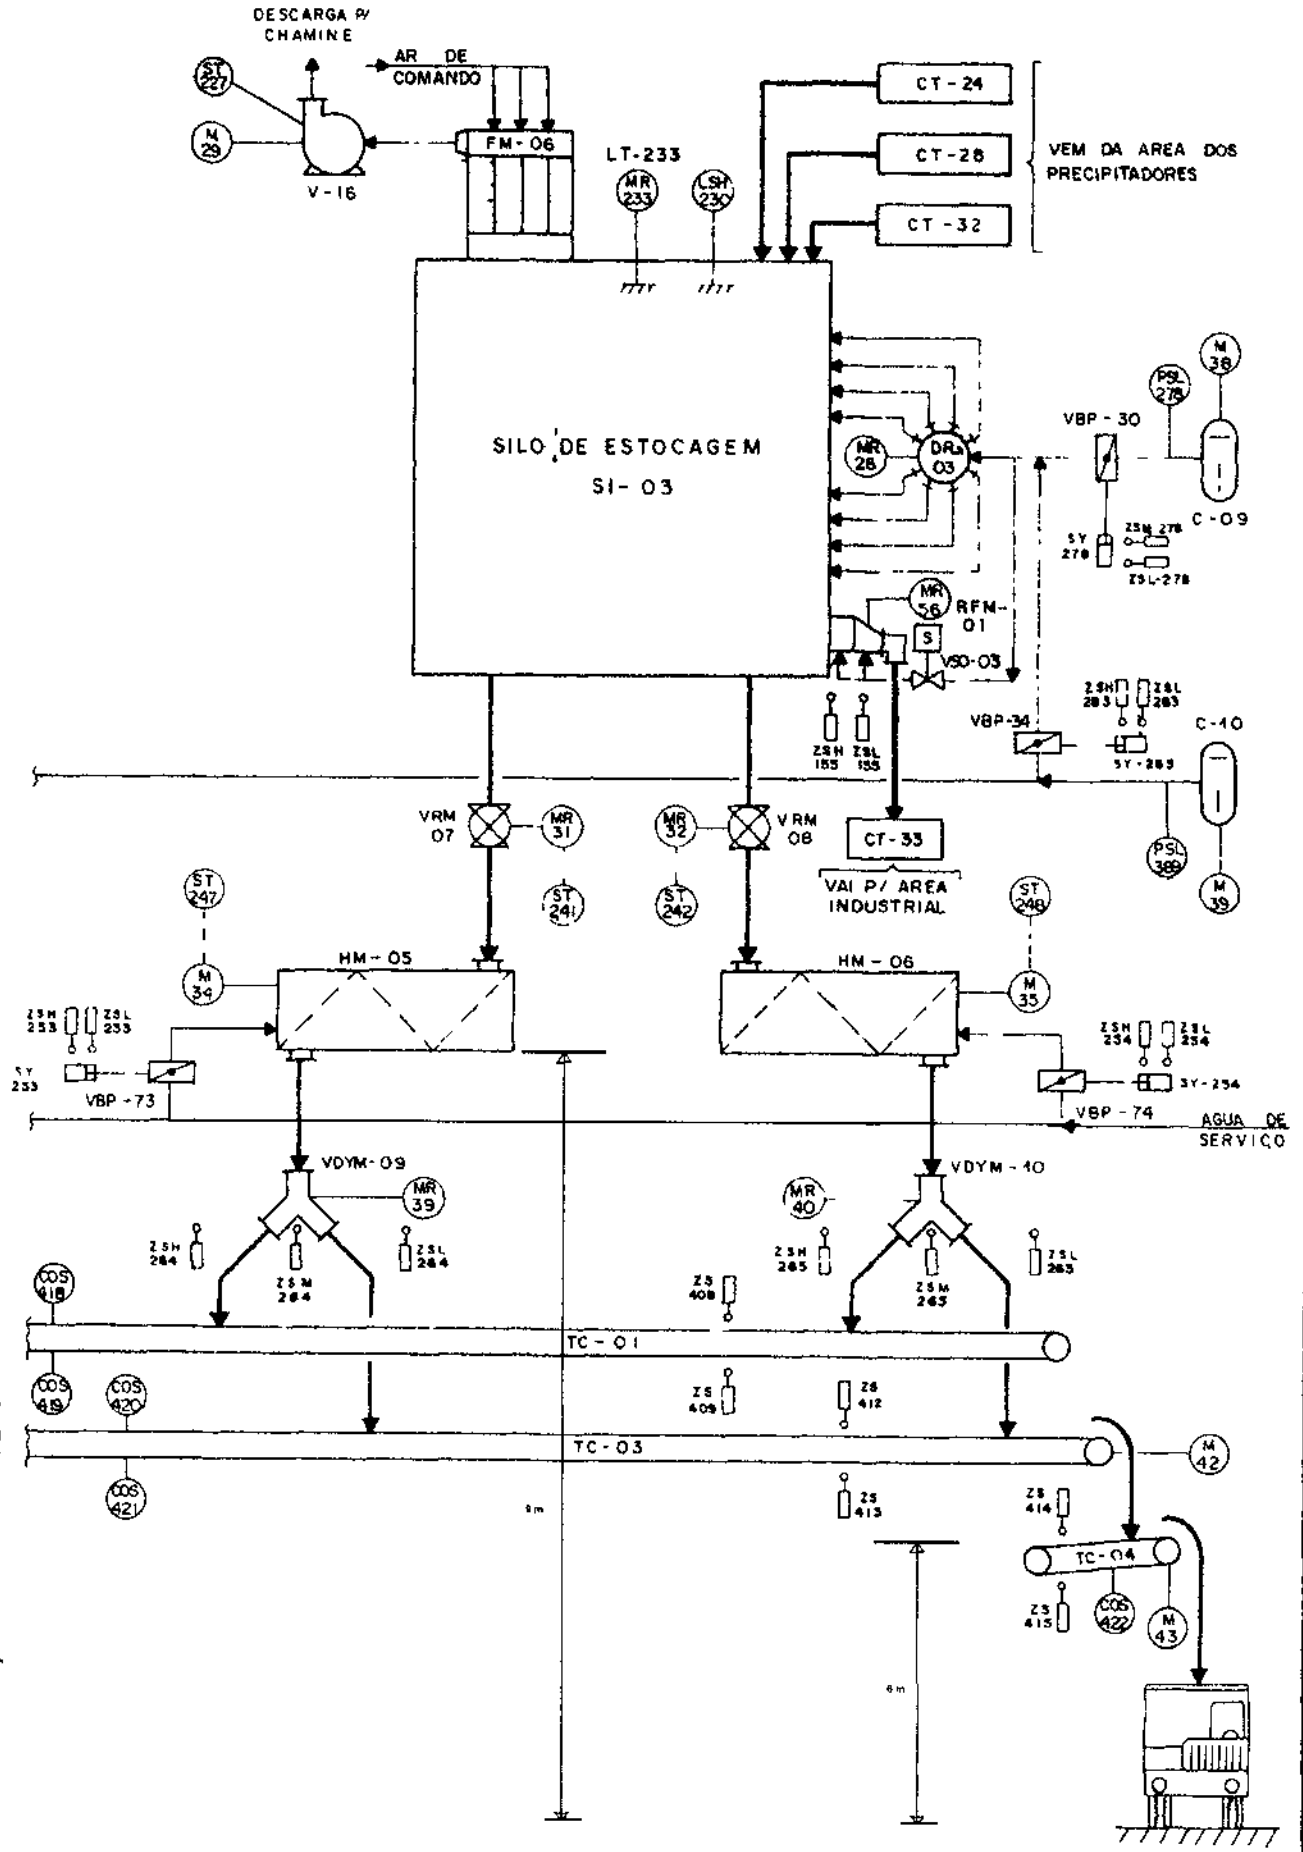 DESCARGA P/
CHAMINE
AR DE
COMANDO
ST
227
M
29
V-16
FM-06
LT-233
MR
233
LSH
230
CT-24
CT-28
CT-32
VEM DA AREA DOS
PRECIPITADORES
SILO DE ESTOCAGEM
SI-03
MR
28
DR
03
VBP-30
PSL
278
M
38
C-09
SY
278
ZSM 278
ZSL-278
MR
56
RFM-
01
S
VSO-03
ZSH
155
ZSL
155
CT-33
VAI P/ AREA
INDUSTRIAL
VBP-34
ZSH
283
ZSL
283
SY-283
C-10
PSL
389
M
39
VRM
07
MR
31
ST
241
MR
32
VRM
08
ST
242
ST
247
M
34
HM-05
HM-06
ST
248
M
35
ZSH
253
ZSL
253
SY
253
VBP-73
ZSH
254
ZSL
254
SY-254
VBP-74
AGUA DE
SERVIÇO
VDYM-09
MR
39
ZSH
264
ZSM
264
ZSL
264
VDYM-10
MR
40
ZSH
265
ZSM
265
ZSL
265
COS
418
COS
419
TC-01
ZS
408
ZS
409
COS
420
COS
421
TC-03
ZS
412
ZS
413
M
42
9m
6m
ZS
414
TC-04
ZS
415
COS
422
M
43